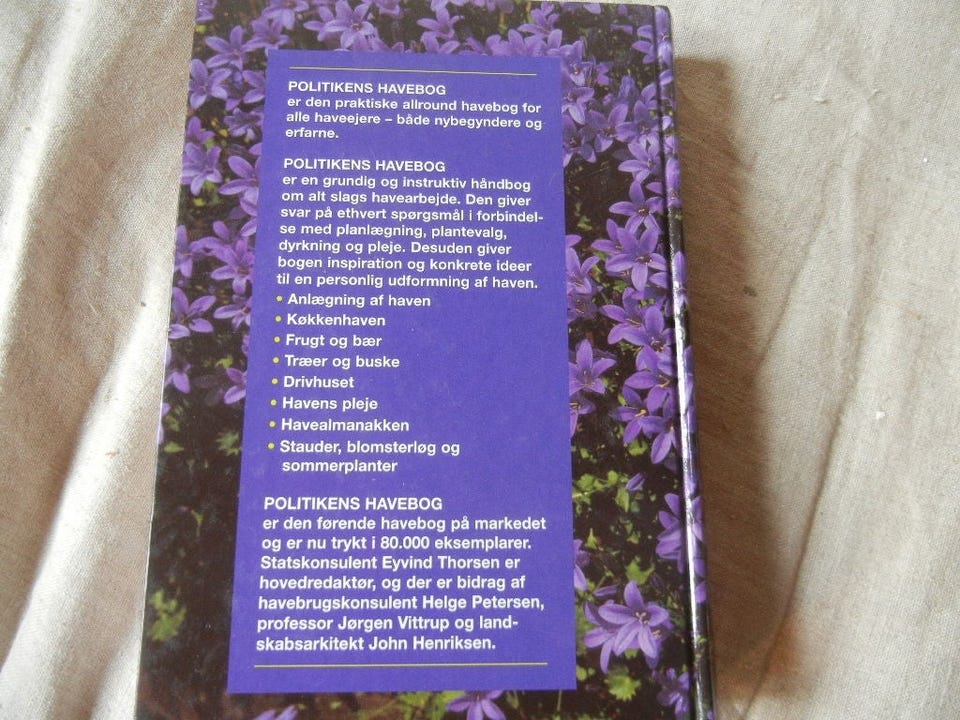 POLITIKENS HAVEBOG
er den praktiske allround havebog for
alle haveejere – både nybegyndere og
erfarne.
POLITIKENS HAVEBOG
er en grundig og instruktiv håndbog
om alt slags havearbejde. Den giver
svar på ethvert spørgsmål i forbindel-
se med planlægning, plantevalg,
dyrkning og pleje. Desuden giver
bogen inspiration og konkrete ideer
til en personlig udformning af haven.
• Anlægning af haven
• Køkkenhaven
• Frugt og bær
• Træer og buske
• Drivhuset
• Havens pleje
• Havealmanakken
• Stauder, blomsterløg og
sommerplanter
POLITIKENS HAVEBOG
er den førende havebog på markedet
og er nu trykt i 80.000 eksemplarer.
Statskonsulent Eyvind Thorsen er
hovedredaktør, og der er bidrag af
havebrugskonsulent Helge Petersen,
professor Jørgen Vittrup og land-
skabsarkitekt John Henriksen.